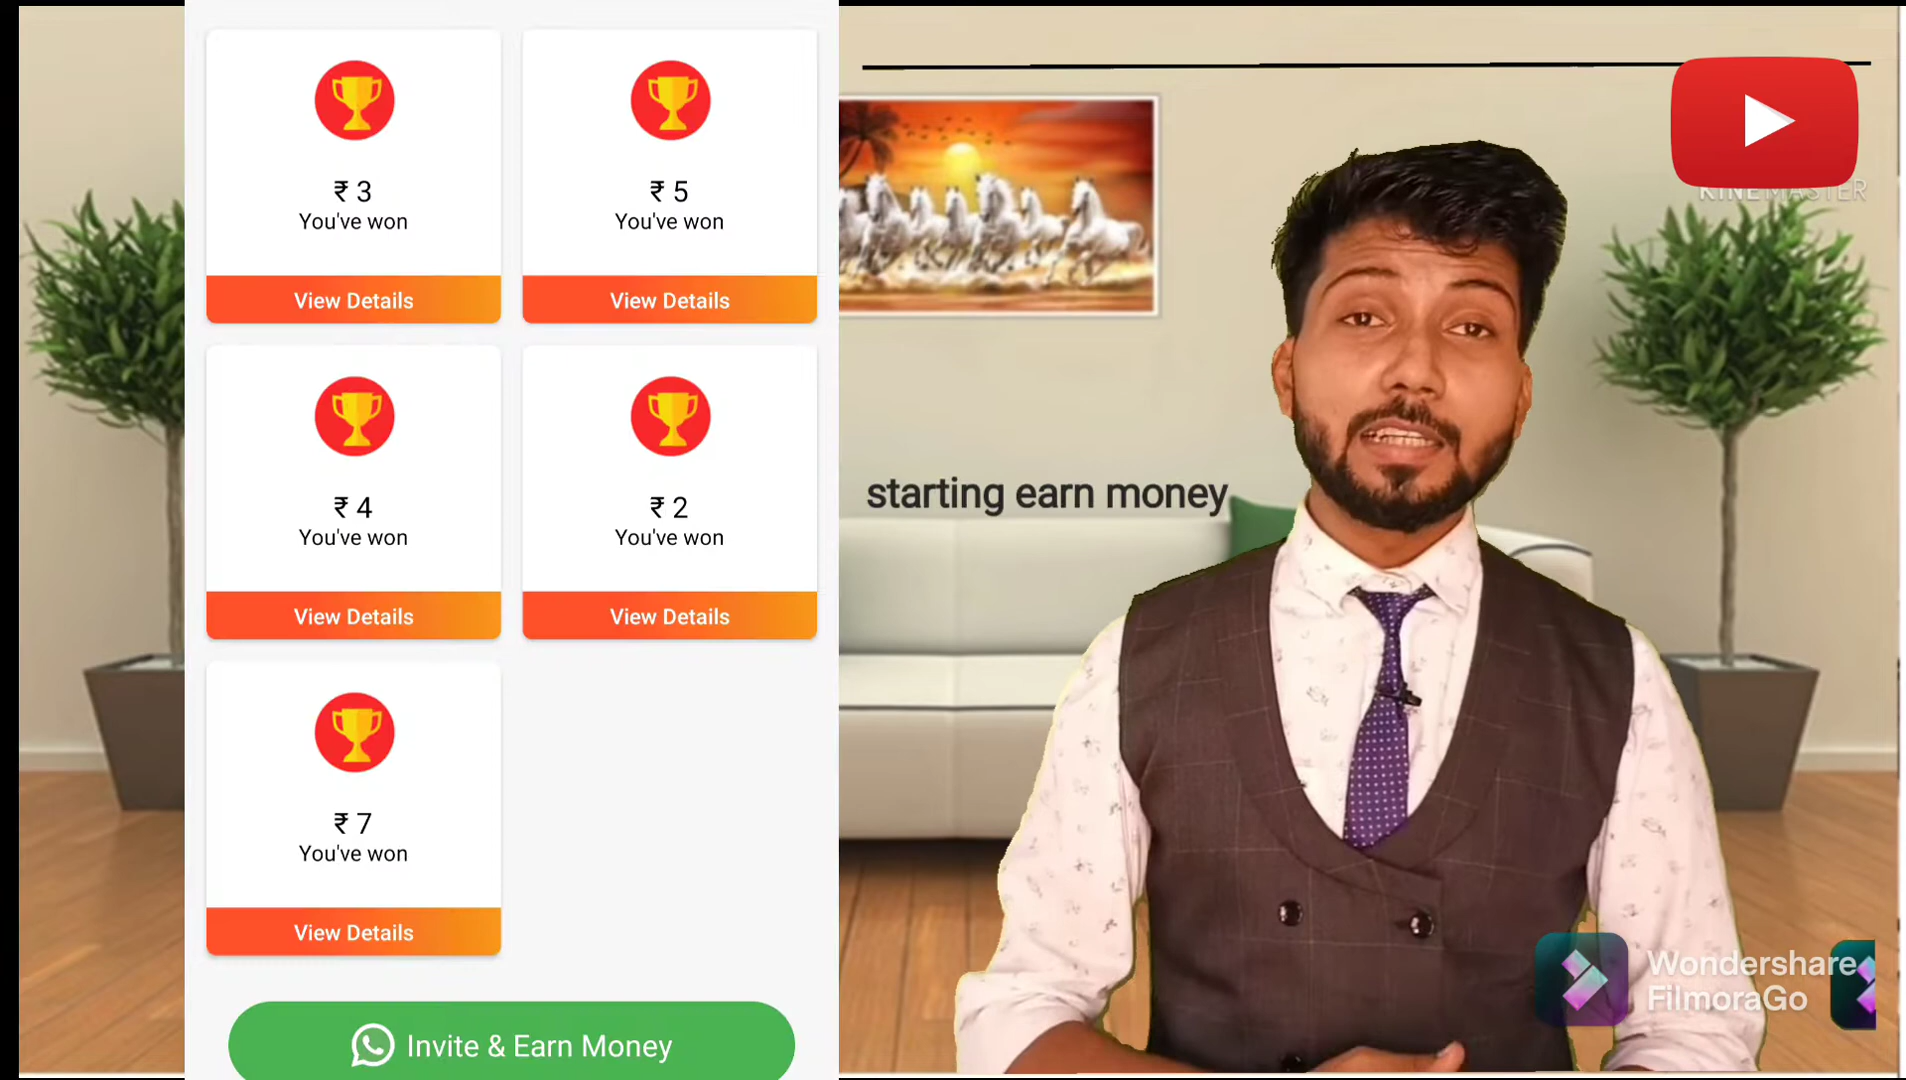 ₹ 3
You've won
View Details
₹ 5
You've won
View Details
₹ 4
You've won
View Details
₹ 2
You've won
View Details
₹ 7
You've won
View Details
Invite & Earn Money
starting earn money
KINEMASTER
Wondershare
FilmoraGo